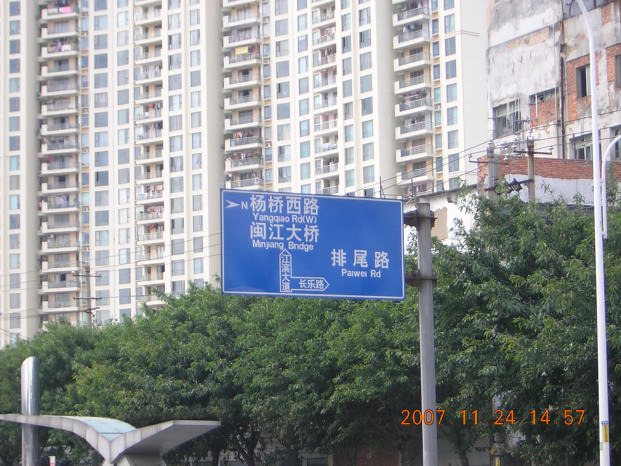 N 杨桥西路
Yangqiao Rd(W)
闽江大桥
Minjiang Bridge
排尾路
Paiwei Rd
江滨大道
长乐路
2007 11 24 14:57